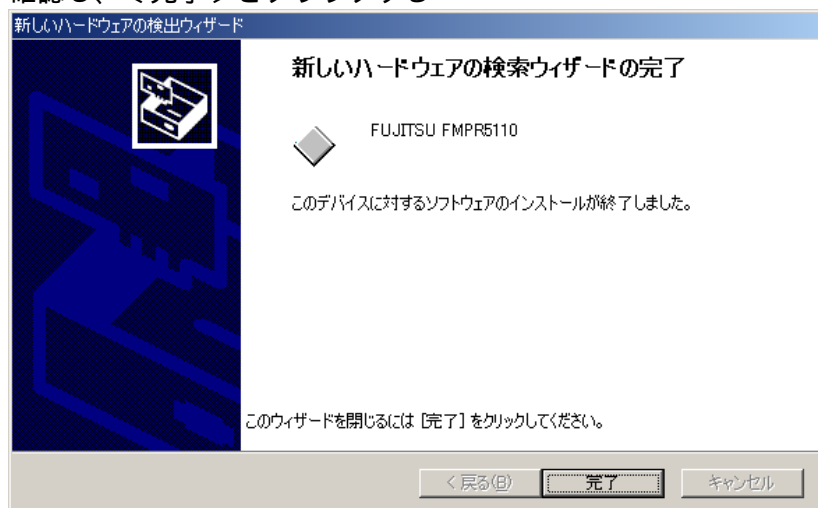 新しいハードウェアの検出ウィザード
新しいハードウェアの検索ウィザードの完了
FUJITSU FMPR5110
このデバイスに対するソフトウェアのインストールが終了しました。
このウィザードを閉じるには [完了] をクリックしてください。
< 戻る(B)
完了
キャンセル